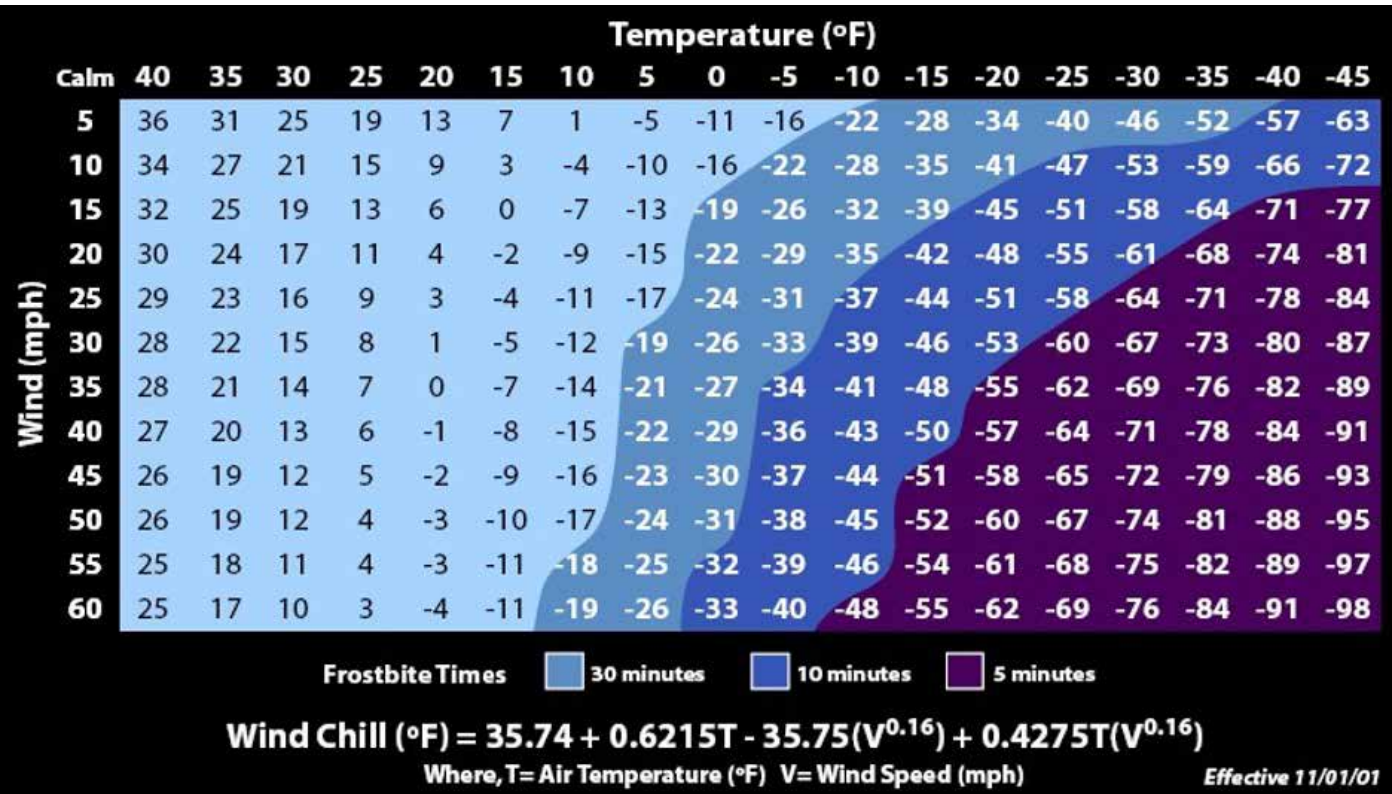 Temperature (ºF)
Calm 40 35 30 25 20 15 10 5 0 -5 -10 -15 -20 -25 -30 -35 -40 -45
5 36 31 25 19 13 7 1 -5 -11 -16 -22 -28 -34 -40 -46 -52 -57 -63
10 34 27 21 15 9 3 -4 -10 -16 -22 -28 -35 -41 -47 -53 -59 -66 -72
15 32 25 19 13 6 0 -7 -13 -19 -26 -32 -39 -45 -51 -58 -64 -71 -77
20 30 24 17 11 4 -2 -9 -15 -22 -29 -35 -42 -48 -55 -61 -68 -74 -81
25 29 23 16 9 3 -4 -11 -17 -24 -31 -37 -44 -51 -58 -64 -71 -78 -84
30 28 22 15 8 1 -5 -12 -19 -26 -33 -39 -46 -53 -60 -67 -73 -80 -87
35 28 21 14 7 0 -7 -14 -21 -27 -34 -41 -48 -55 -62 -69 -76 -82 -89
40 27 20 13 6 -1 -8 -15 -22 -29 -36 -43 -50 -57 -64 -71 -78 -84 -91
45 26 19 12 5 -2 -9 -16 -23 -30 -37 -44 -51 -58 -65 -72 -79 -86 -93
50 26 19 12 4 -3 -10 -17 -24 -31 -38 -45 -52 -60 -67 -74 -81 -88 -95
55 25 18 11 4 -3 -11 -18 -25 -32 -39 -46 -54 -61 -68 -75 -82 -89 -97
60 25 17 10 3 -4 -11 -19 -26 -33 -40 -48 -55 -62 -69 -76 -84 -91 -98
Wind (mph)
Frostbite Times 30 minutes 10 minutes 5 minutes
Wind Chill (ºF) = 35.74 + 0.6215T - 35.75(V^0.16) + 0.4275T(V^0.16)
Where, T= Air Temperature (ºF) V= Wind Speed (mph)
Effective 11/01/01